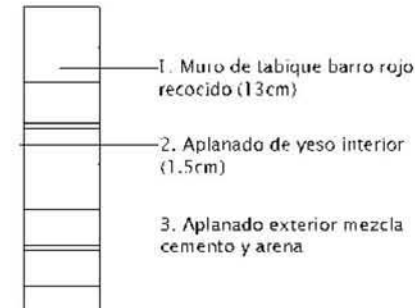 1. Muro de tabique barro rojo
recocido (13cm)
2. Aplanado de yeso interior
(1.5cm)
3. Aplanado exterior mezcla
cemento y arena